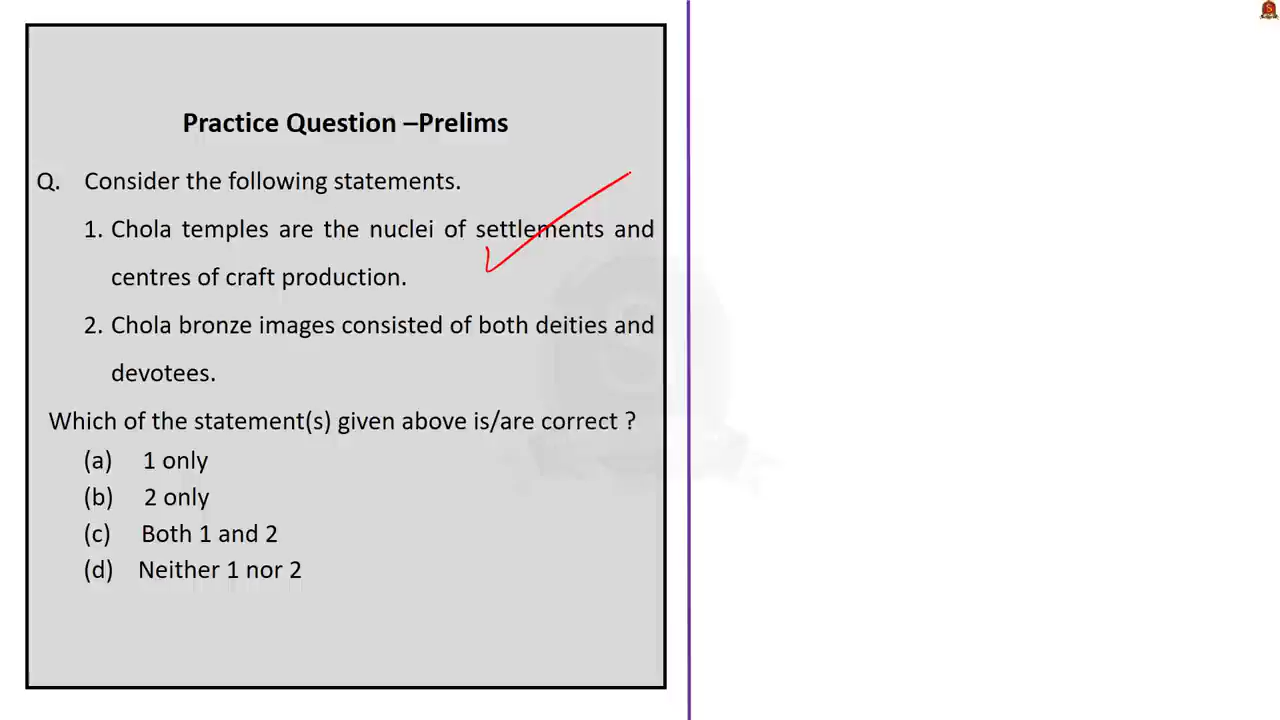 Practice Question –Prelims
Q. Consider the following statements.
1. Chola temples are the nuclei of settlements and
centres of craft production.
2. Chola bronze images consisted of both deities and
devotees.
Which of the statement(s) given above is/are correct ?
(a) 1 only
(b) 2 only
(c) Both 1 and 2
(d) Neither 1 nor 2